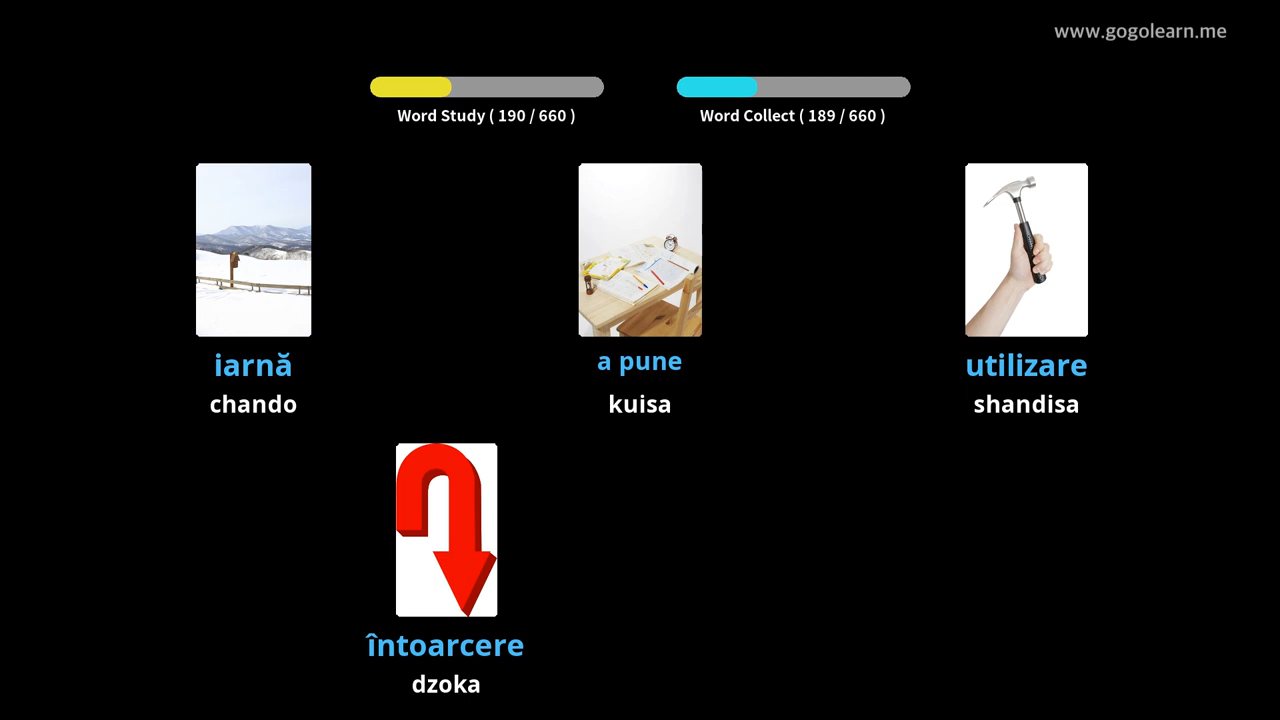 www.gogolearn.me
Word Study ( 190 / 660 )
Word Collect ( 189 / 660 )
iarnă
chando
a pune
kuisa
utilizare
shandisa
întoarcere
dzoka